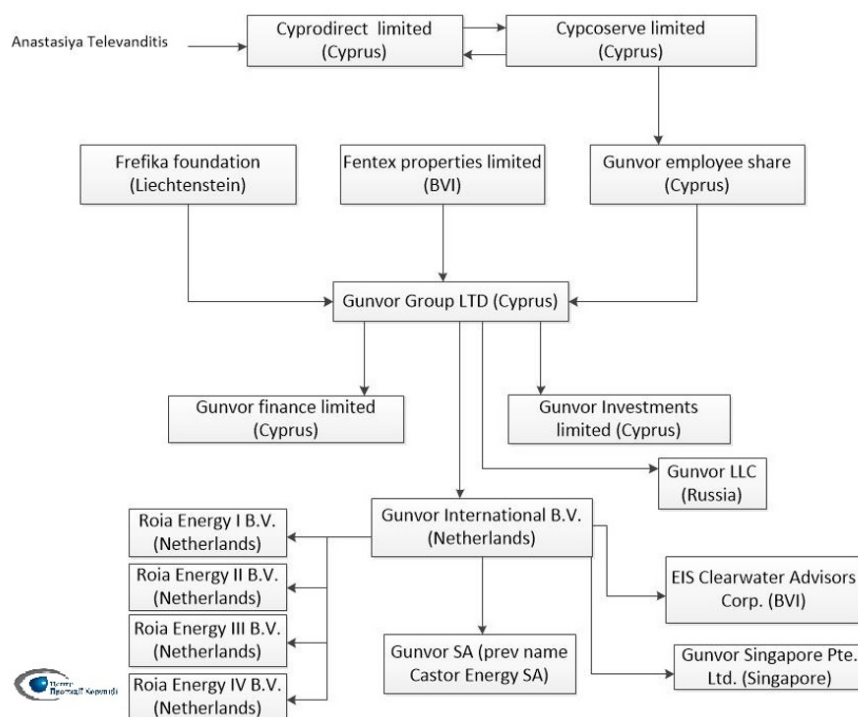 Anastasiya Televanditis
Cyprodirect limited
(Cyprus)
Cypcoserve limited
(Cyprus)
Frefika foundation
(Liechtenstein)
Fentex properties limited
(BVI)
Gunvor employee share
(Cyprus)
Gunvor Group LTD (Cyprus)
Gunvor finance limited
(Cyprus)
Gunvor Investments
limited (Cyprus)
Gunvor LLC
(Russia)
Gunvor International B.V.
(Netherlands)
Roia Energy I B.V.
(Netherlands)
Roia Energy II B.V.
(Netherlands)
Roia Energy III B.V.
(Netherlands)
Roia Energy IV B.V.
(Netherlands)
EIS Clearwater Advisors
Corp. (BVI)
Gunvor SA (prev name
Castor Energy SA)
Gunvor Singapore Pte.
Ltd. (Singapore)
Центр
Протидії Корупції